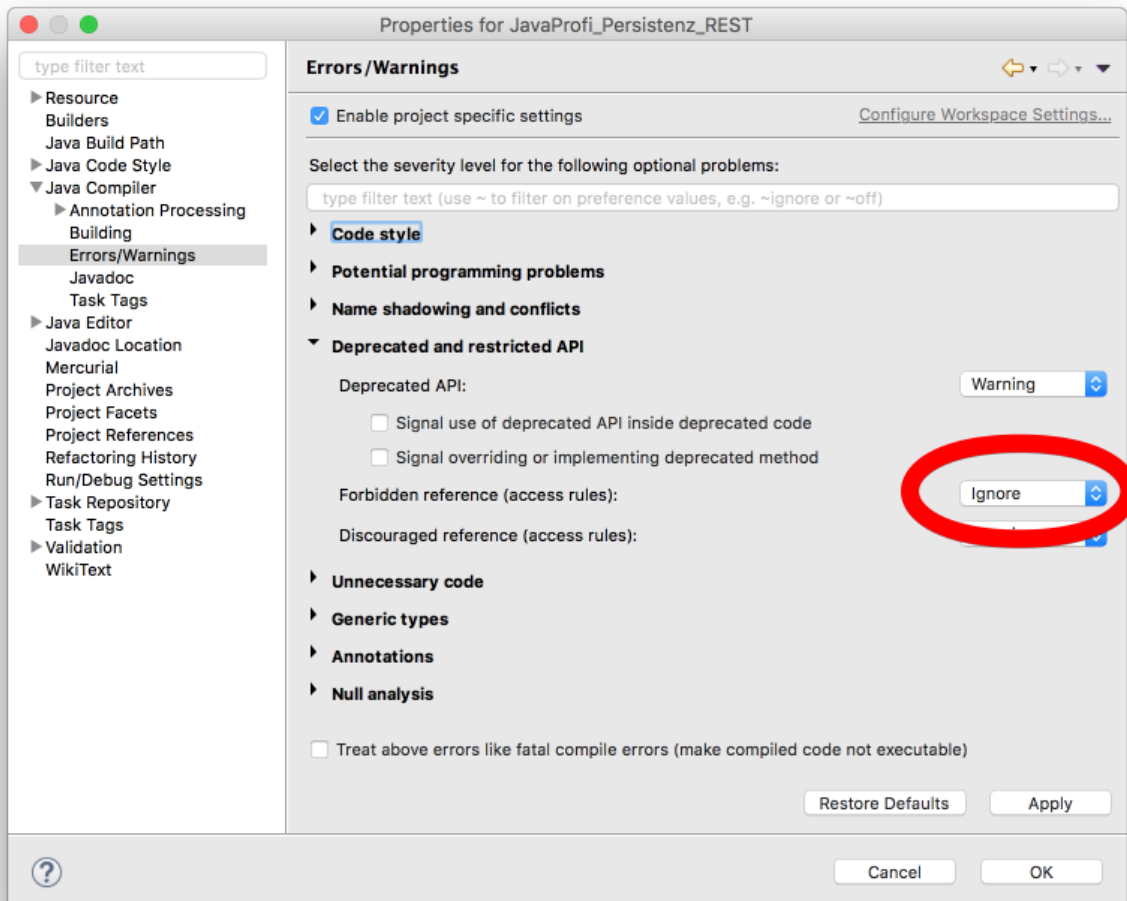 Properties for JavaProfi_Persistenz_REST
type filter text
Resource
Builders
Java Build Path
Java Code Style
Java Compiler
Annotation Processing
Building
Errors/Warnings
Javadoc
Task Tags
Java Editor
Javadoc Location
Mercurial
Project Archives
Project Facets
Project References
Refactoring History
Run/Debug Settings
Task Repository
Task Tags
Validation
WikiText
Errors/Warnings
Enable project specific settings Configure Workspace Settings...
Select the severity level for the following optional problems:
type filter text (use ~ to filter on preference values, e.g. ~ignore or ~off)
Code style
Potential programming problems
Name shadowing and conflicts
Deprecated and restricted API
Deprecated API: Warning
Signal use of deprecated API inside deprecated code
Signal overriding or implementing deprecated method
Forbidden reference (access rules): Ignore
Discouraged reference (access rules):
Unnecessary code
Generic types
Annotations
Null analysis
Treat above errors like fatal compile errors (make compiled code not executable)
Restore Defaults Apply
? Cancel OK